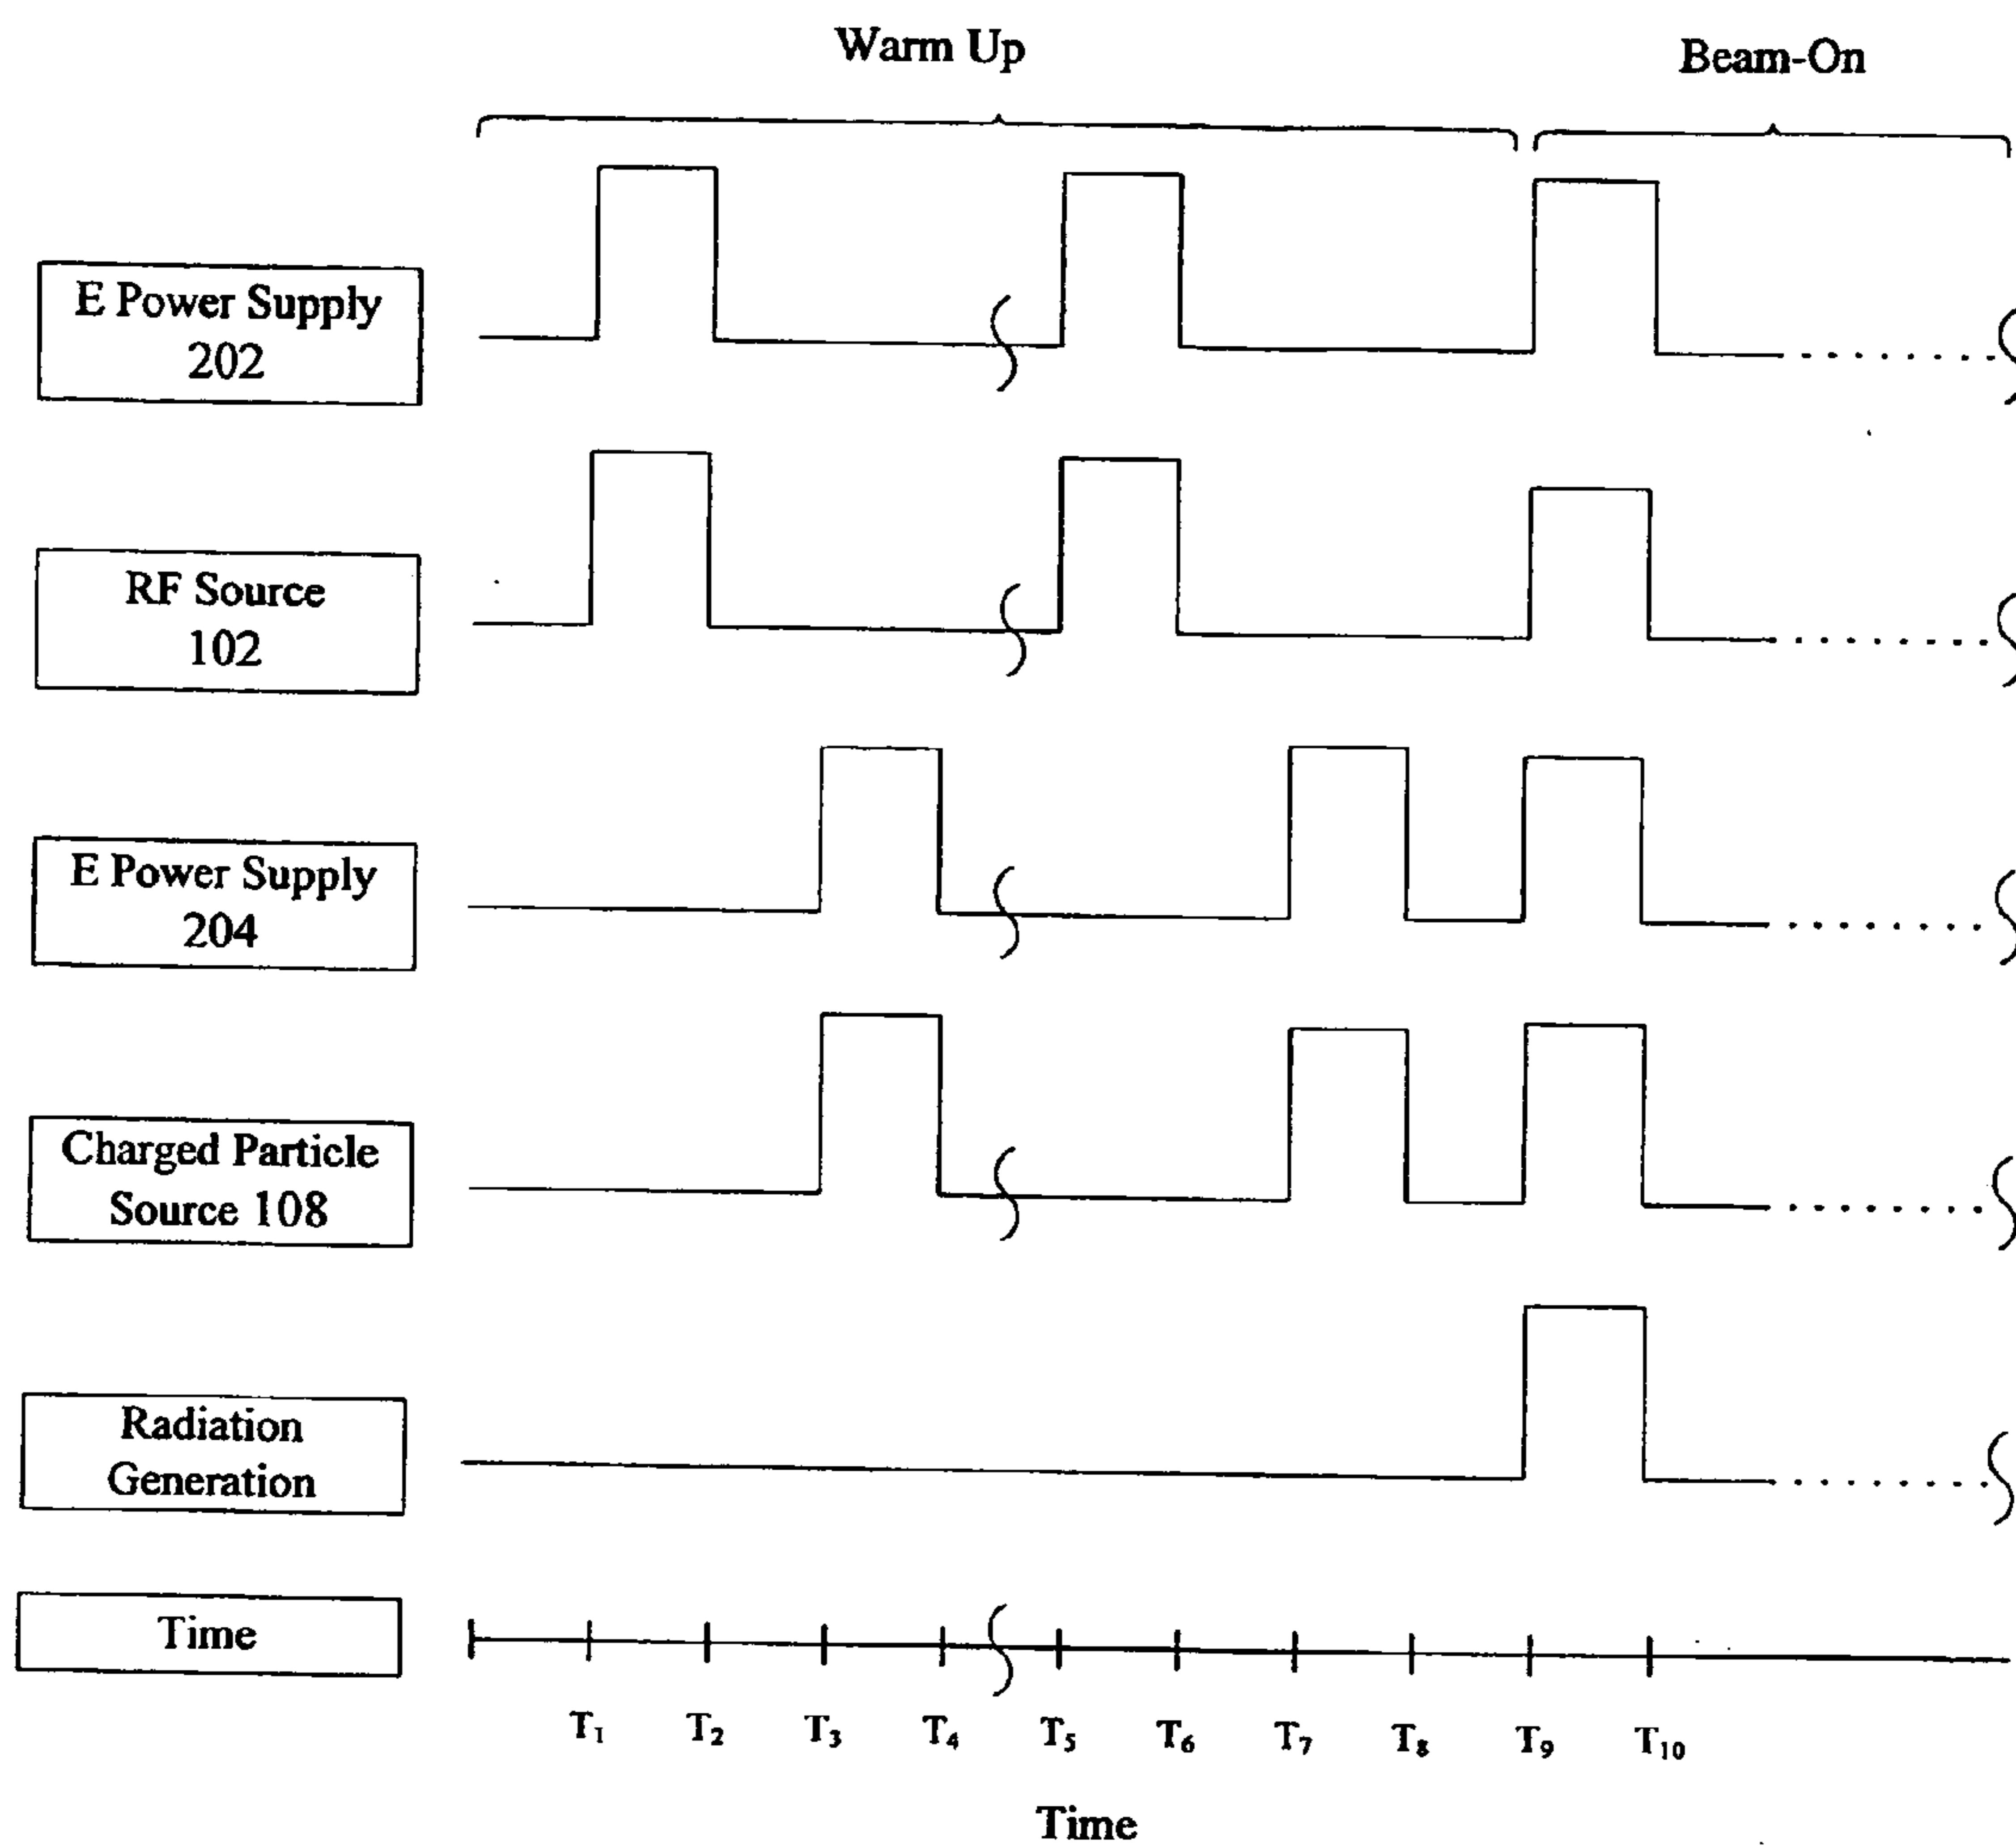 Warm Up
Beam-On
E Power Supply
202
RF Source
102
E Power Supply
204
Charged Particle
Source 108
Radiation
Generation
Time
T₁ T₂ T₃ T₄ T₅ T₆ T₇ T₈ T₉ T₁₀
Time